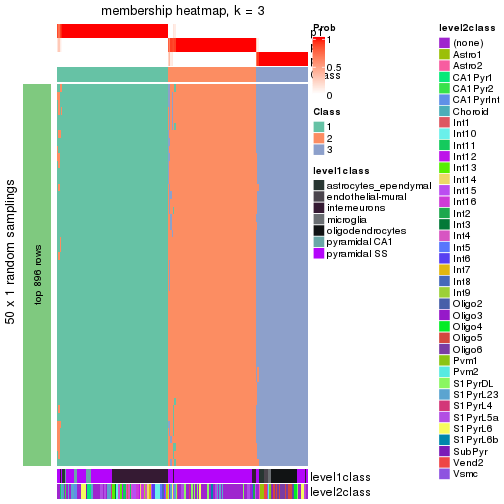 membership heatmap, k = 3
50 x 1 random samplings
top 896 rows
p1
Class
level1class
level2class
Prob
1
0.5
0
Class
1
2
3
level1class
astrocytes_ependymal
endothelial-mural
interneurons
microglia
oligodendrocytes
pyramidal CA1
pyramidal SS
level2class
(none)
Astro1
Astro2
CA1Pyr1
CA1Pyr2
CA1PyrInt
Choroid
Int1
Int10
Int11
Int12
Int13
Int14
Int15
Int16
Int2
Int3
Int4
Int5
Int6
Int7
Int8
Int9
Oligo2
Oligo3
Oligo4
Oligo5
Oligo6
Pvm1
Pvm2
S1PyrDL
S1PyrL23
S1PyrL4
S1PyrL5a
S1PyrL6
S1PyrL6b
SubPyr
Vend2
Vsmc